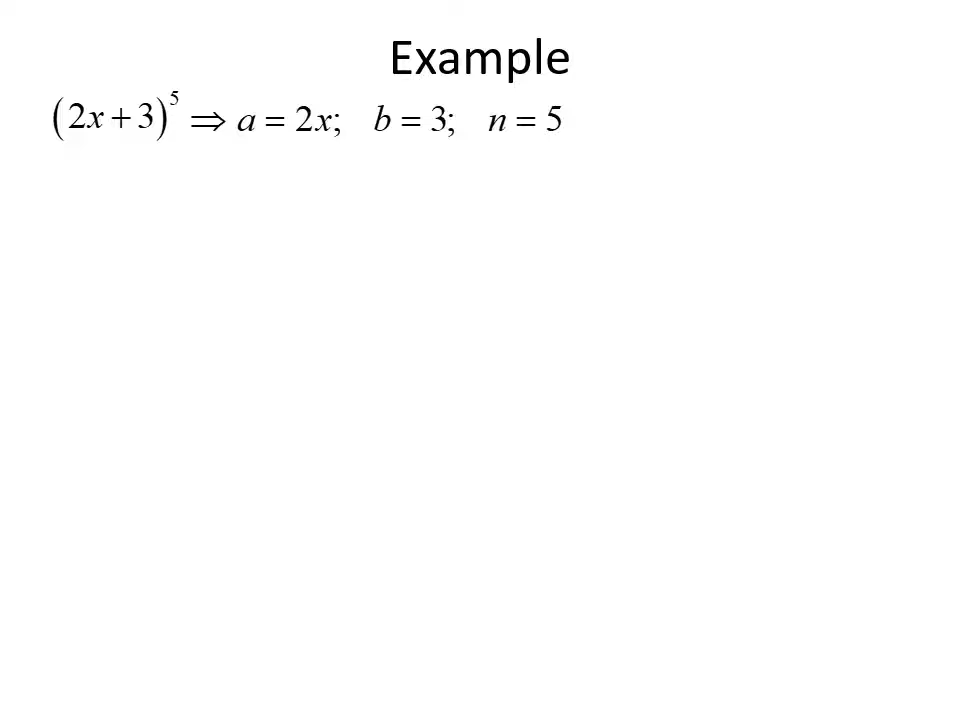 Example
(2x + 3)⁵ ⇒ a = 2x; b = 3; n = 5